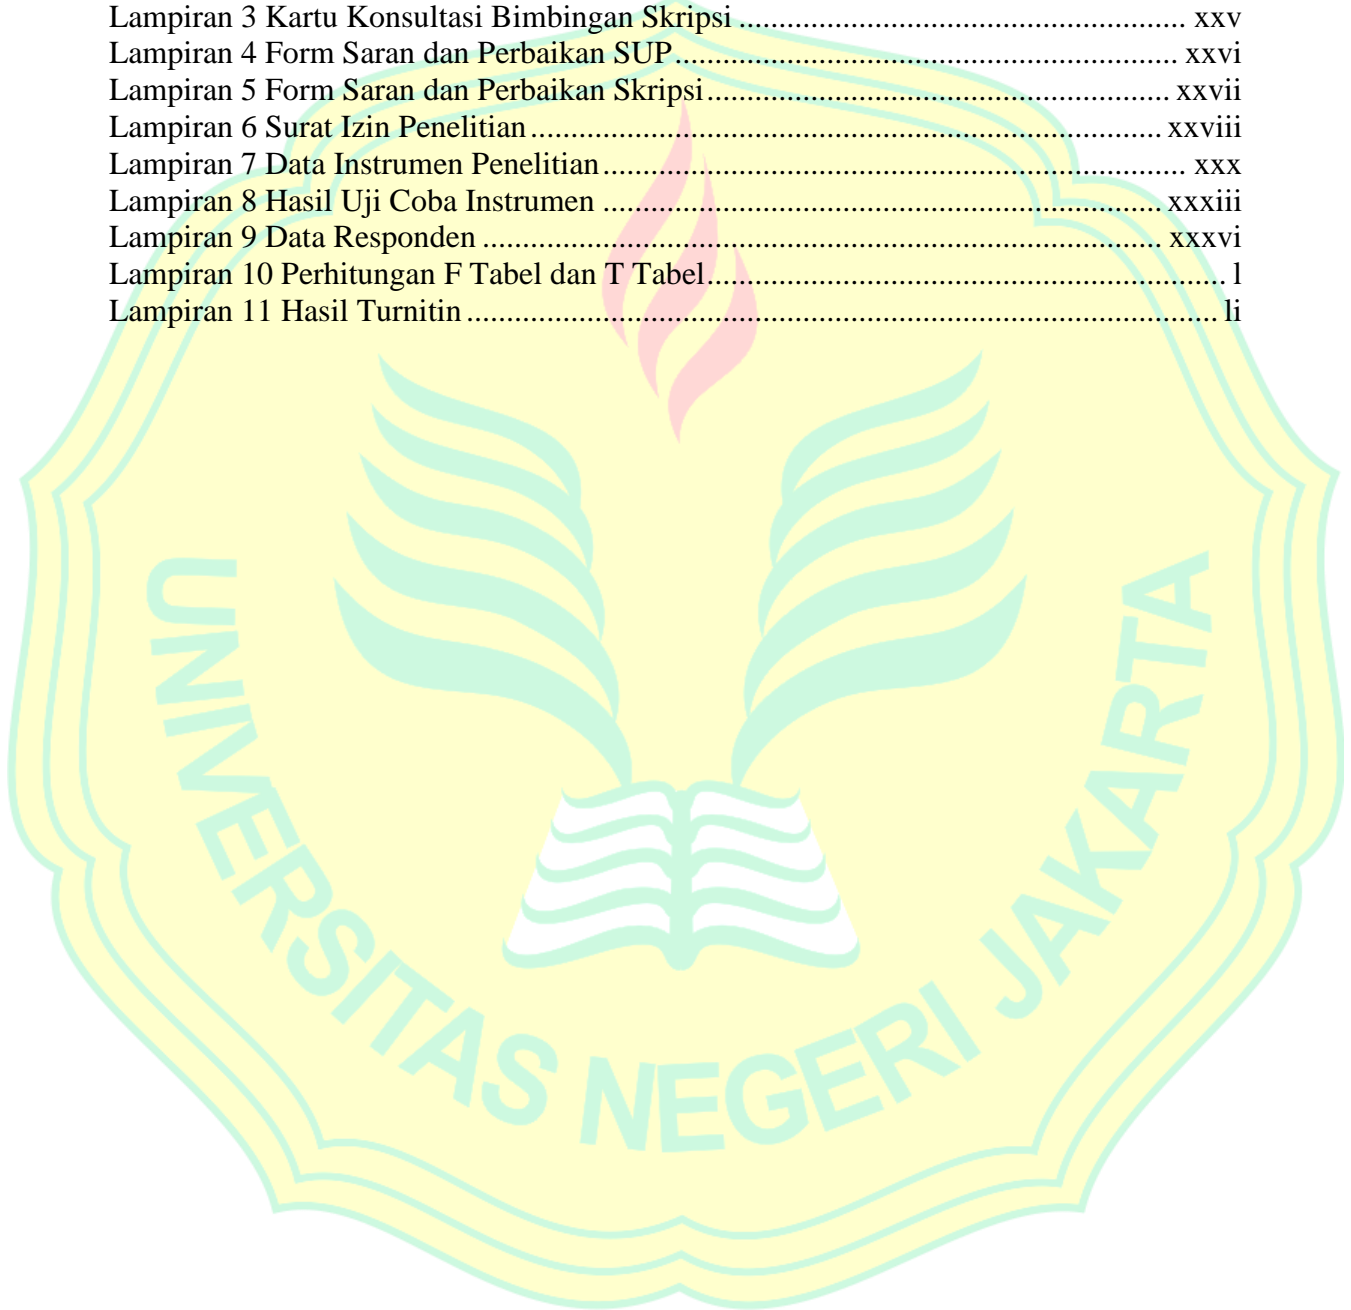 Lampiran 3 Kartu Konsultasi Bimbingan Skripsi ........................................................ xxv
Lampiran 4 Form Saran dan Perbaikan SUP............................................................... xxvi
Lampiran 5 Form Saran dan Perbaikan Skripsi.......................................................... xxvii
Lampiran 6 Surat Izin Penelitian ............................................................................... xxviii
Lampiran 7 Data Instrumen Penelitian......................................................................... xxx
Lampiran 8 Hasil Uji Coba Instrumen ...................................................................... xxxiii
Lampiran 9 Data Responden ..................................................................................... xxxvi
Lampiran 10 Perhitungan F Tabel dan T Tabel................................................................. l
Lampiran 11 Hasil Turnitin .............................................................................................. li
UNIVERSITAS NEGERI JAKARTA